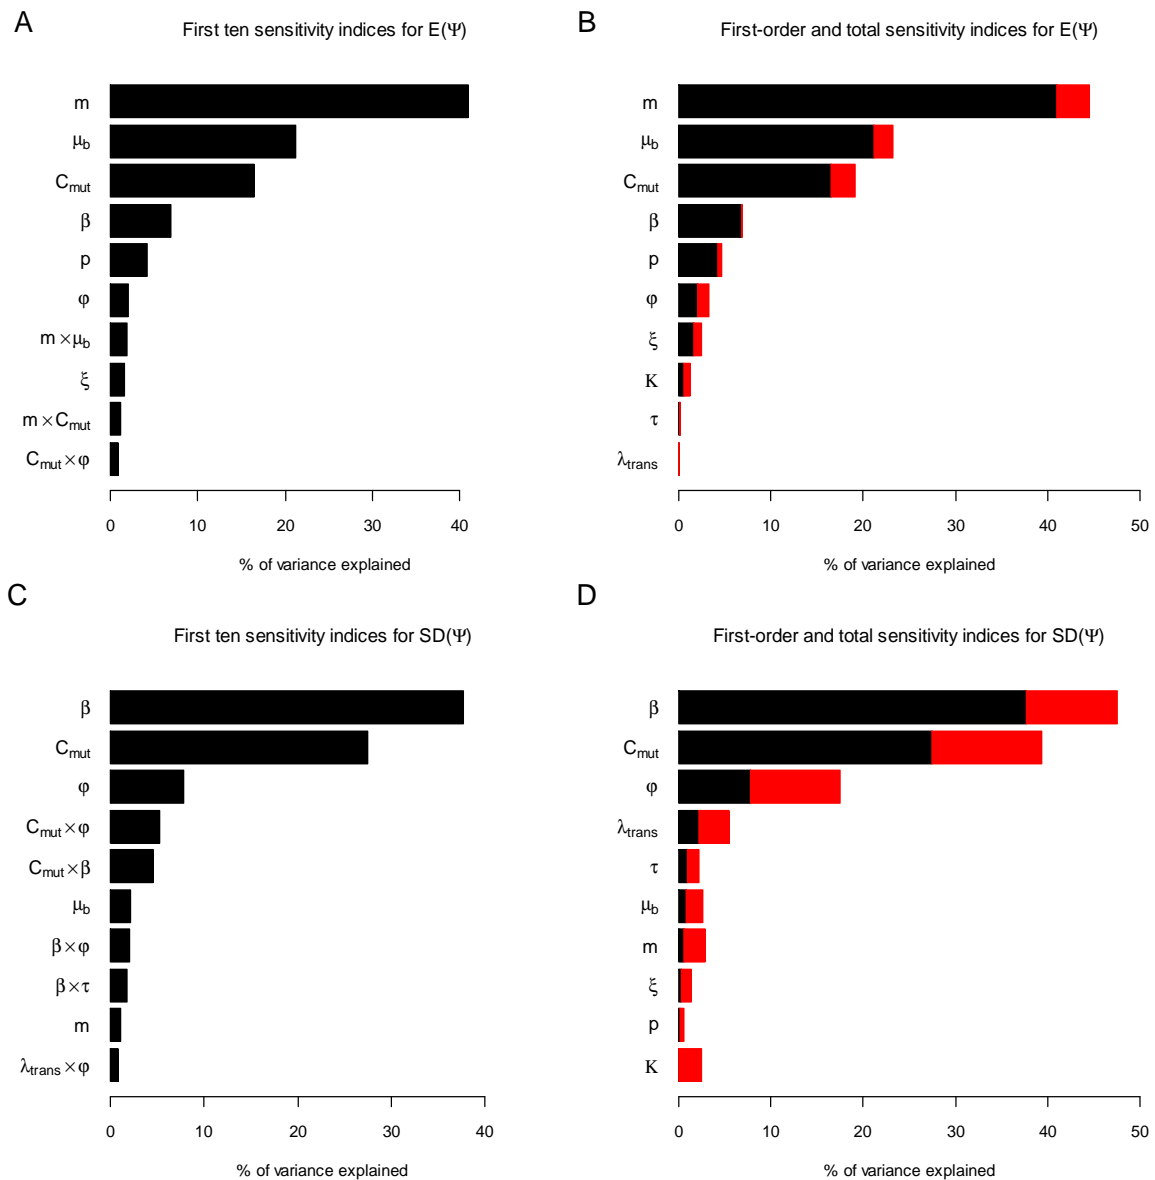 A
First ten sensitivity indices for E(Ψ)
m
μb
Cmut
β
p
φ
m × μb
ξ
m × Cmut
Cmut × φ
0 10 20 30 40
% of variance explained
B
First-order and total sensitivity indices for E(Ψ)
m
μb
Cmut
β
p
φ
ξ
K
τ
λtrans
0 10 20 30 40 50
% of variance explained
C
First ten sensitivity indices for SD(Ψ)
β
Cmut
φ
Cmut × φ
Cmut × β
μb
β × φ
β × τ
m
λtrans × φ
0 10 20 30 40
% of variance explained
D
First-order and total sensitivity indices for SD(Ψ)
β
Cmut
φ
λtrans
τ
μb
m
ξ
p
K
0 10 20 30 40 50
% of variance explained